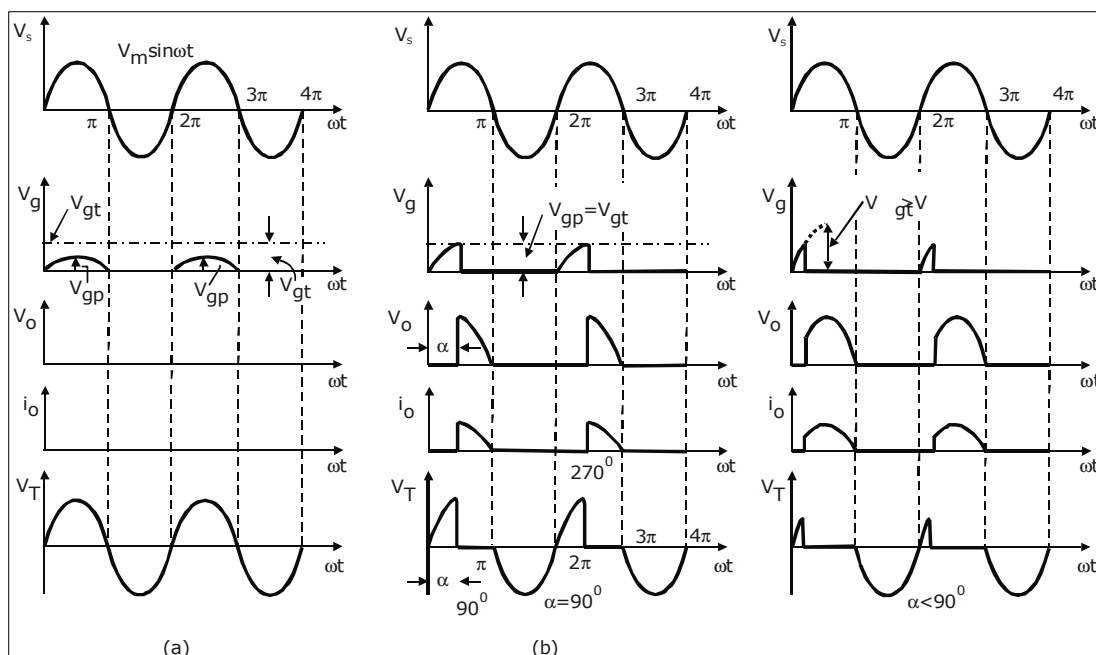 Vs
Vmsinωt
π
2π
3π
4π
ωt
Vg
Vgt
Vgp
Vgp
Vgt
Vo
ωt
io
ωt
VT
ωt
(a)
Vs
π
2π
3π
4π
ωt
Vg
Vgp=Vgt
ωt
Vo
α
ωt
io
ωt
270⁰
VT
α
π
2π
3π
4π
ωt
90⁰
α=90⁰
(b)
Vs
π
2π
3π
4π
ωt
Vg
V gt>V
ωt
Vo
ωt
io
ωt
VT
ωt
α<90⁰